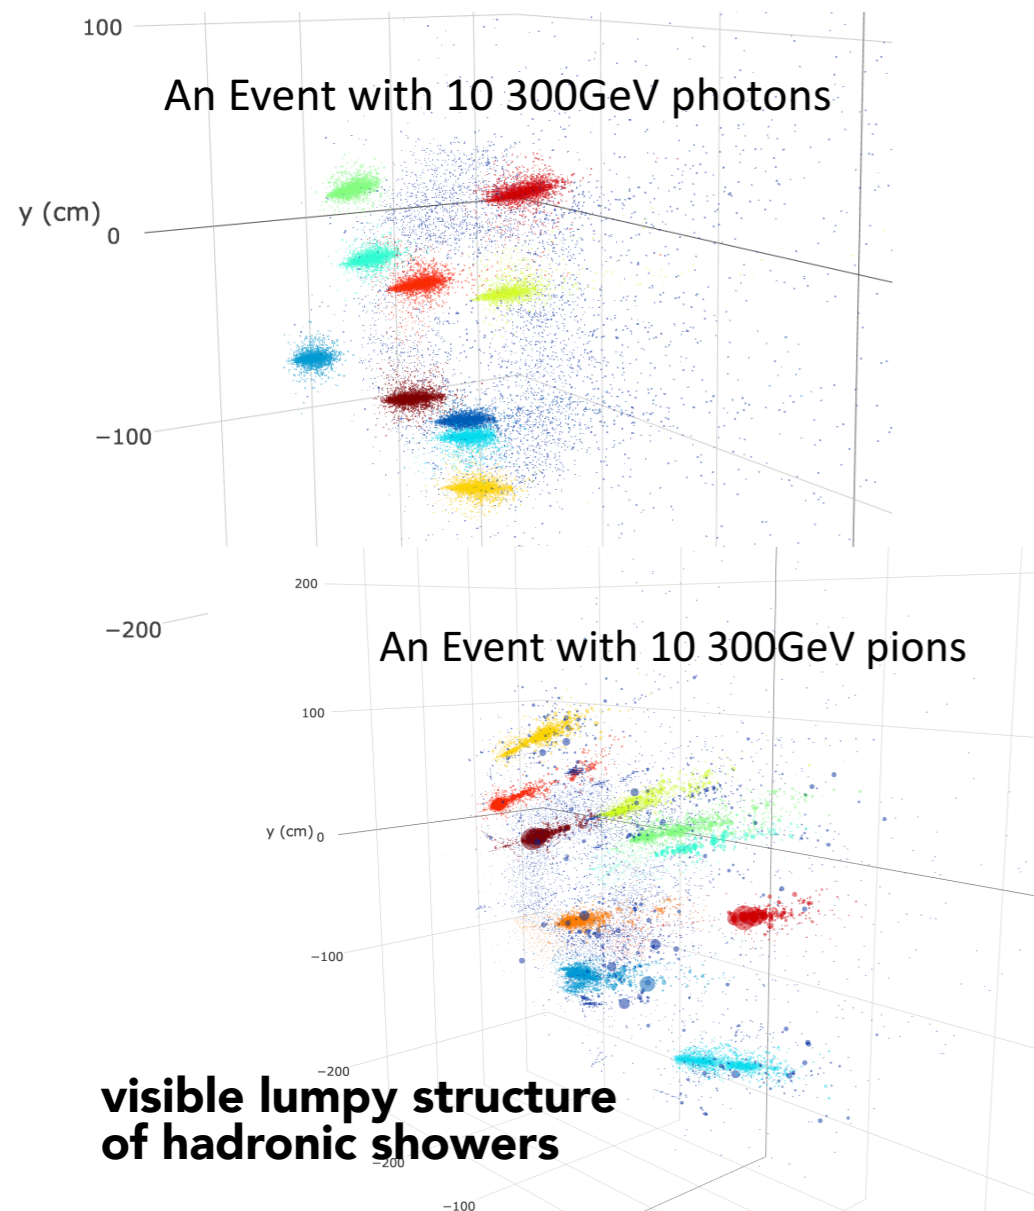 100
An Event with 10 300GeV photons
y (cm)
0
−100
−200
200
An Event with 10 300GeV pions
100
y (cm)
0
−100
−200
visible lumpy structure
of hadronic showers
−200
−100